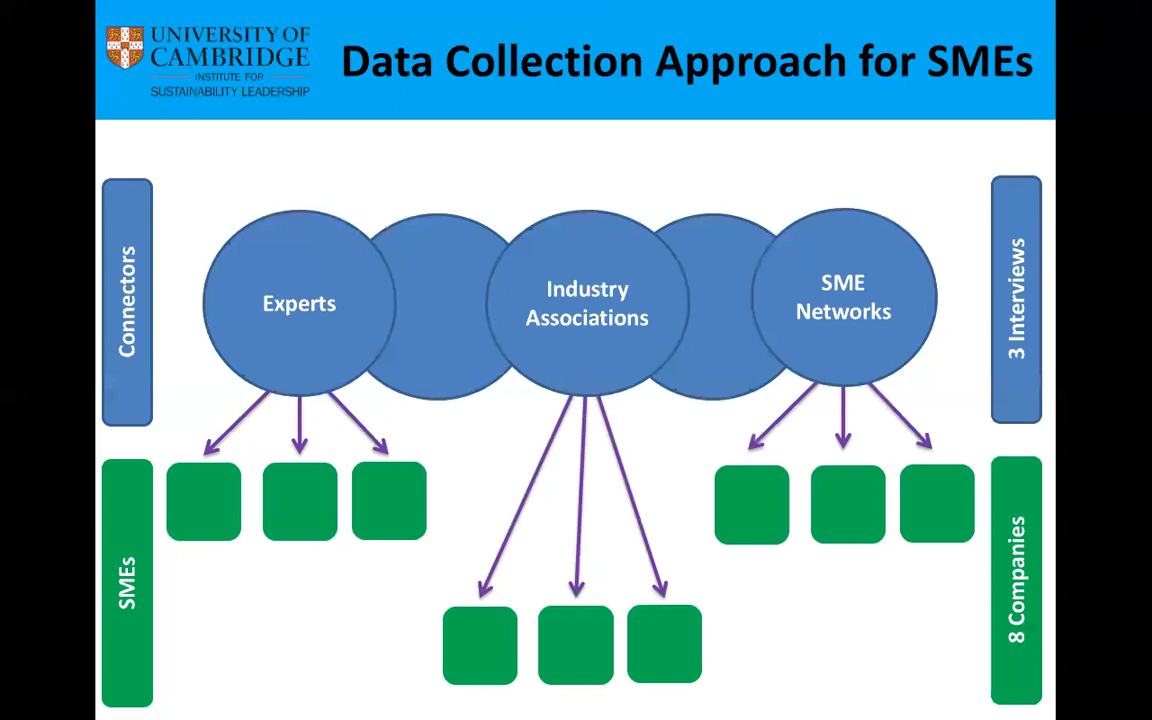 UNIVERSITY OF
CAMBRIDGE
INSTITUTE FOR
SUSTAINABILITY LEADERSHIP
Data Collection Approach for SMEs
Connectors
Experts
Industry
Associations
SME
Networks
3 Interviews
SMEs
8 Companies